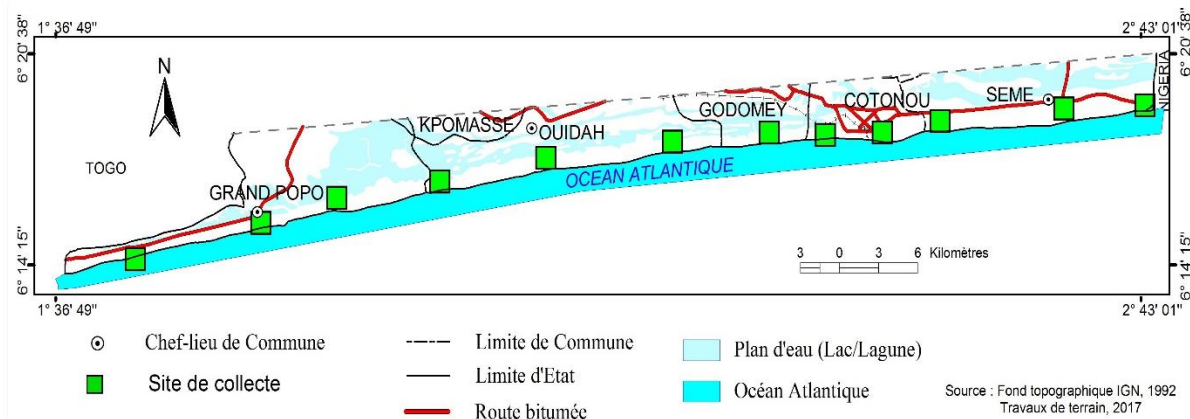 1° 36' 49"
2° 43' 01"
6° 20' 38"
6° 20' 38"
N
NIGERIA
SEME
COTONOU
GODOMEY
KPOMASSE
OUIDAH
TOGO
OCEAN ATLANTIQUE
GRAND POPO
3 0 3 6 Kilomètres
6° 14' 15"
6° 14' 15"
1° 36' 49"
2° 43' 01"
Chef-lieu de Commune
Limite de Commune
Plan d'eau (Lac/Lagune)
Site de collecte
Limite d'Etat
Océan Atlantique
Route bitumée
Source : Fond topographique IGN, 1992
Travaux de terrain, 2017